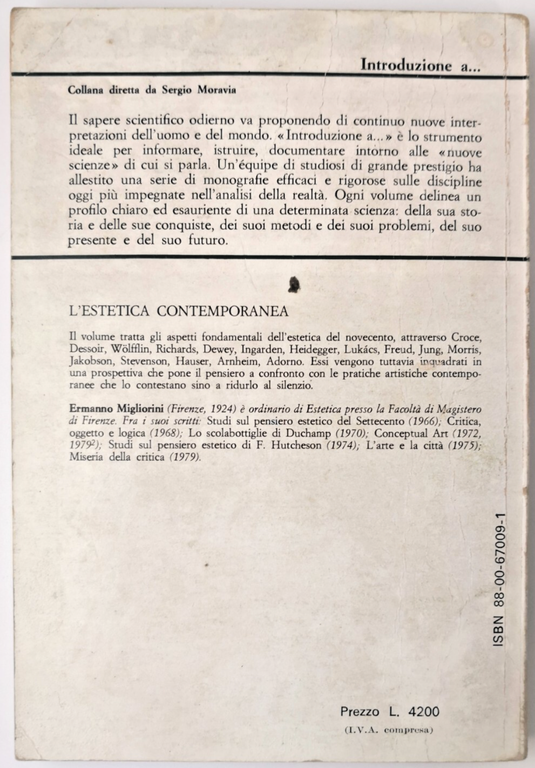 Introduzione a...
Collana diretta da Sergio Moravia
Il sapere scientifico odierno va proponendo di continuo nuove inter-
pretazioni dell'uomo e del mondo. «Introduzione a...» è lo strumento
ideale per informare, istruire, documentare intorno alle «nuove
scienze» di cui si parla. Un'équipe di studiosi di grande prestigio ha
allestito una serie di monografie efficaci e rigorose sulle discipline
oggi più impegnate nell'analisi della realtà. Ogni volume delinea un
profilo chiaro ed esauriente di una determinata scienza: della sua sto-
ria e delle sue conquiste, dei suoi metodi e dei suoi problemi, del suo
presente e del suo futuro.
L'ESTETICA CONTEMPORANEA
Il volume tratta gli aspetti fondamentali dell'estetica del novecento, attraverso Croce,
Dessoir, Wölfflin, Richards, Dewey, Ingarden, Heidegger, Lukács, Freud, Jung, Morris,
Jakobson, Stevenson, Hauser, Arnheim, Adorno. Essi vengono tuttavia inquadrati in
una prospettiva che pone il pensiero a confronto con le pratiche artistiche contempo-
ranee che lo contestano sino a ridurlo al silenzio.
Ermanno Migliorini (Firenze, 1924) è ordinario di Estetica presso la Facoltà di Magistero
di Firenze. Fra i suoi scritti: Studi sul pensiero estetico del Settecento (1966); Critica,
oggetto e logica (1968); Lo scolabottiglie di Duchamp (1970); Conceptual Art (1972,
1979²); Studi sul pensiero estetico di F. Hutcheson (1974); L'arte e la città (1975);
Miseria della critica (1979).
ISBN 88-00-67009-1
Prezzo L. 4200
(I.V.A. compresa)